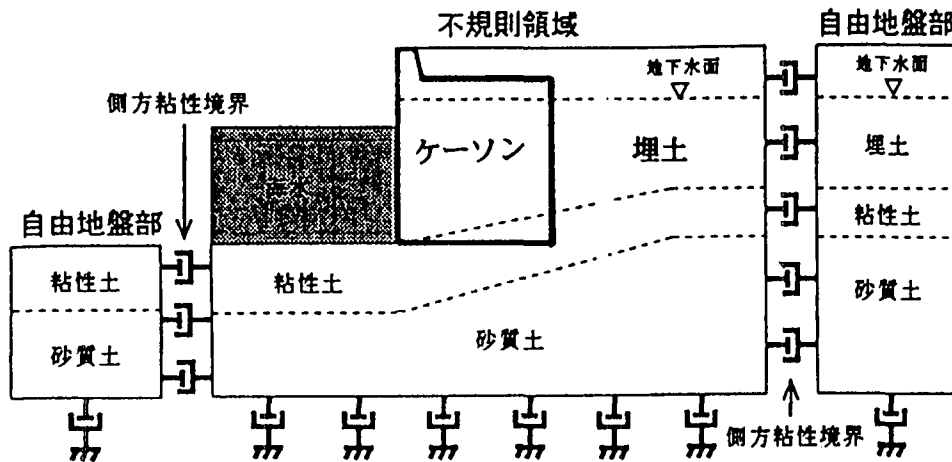 不規則領域
自由地盤部
地下水面
地下水面
側方粘性境界
ケーソン
埋土
埋土
自由地盤部
粘性土
粘性土
粘性土
砂質土
砂質土
砂質土
側方粘性境界